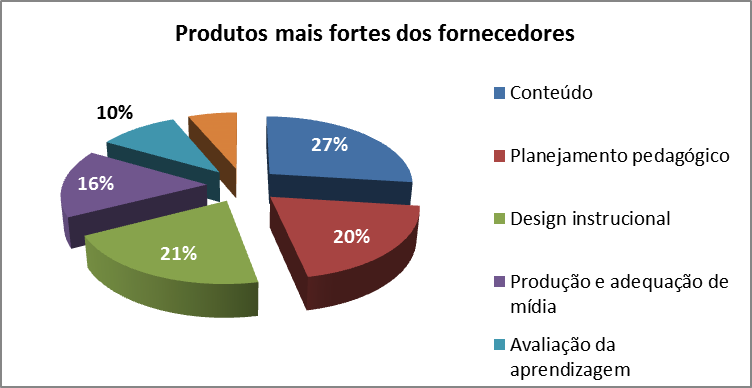 Produtos mais fortes dos fornecedores
10%
27%
16%
20%
21%
Conteúdo
Planejamento pedagógico
Design instrucional
Produção e adequação de
mídia
Avaliação da
aprendizagem